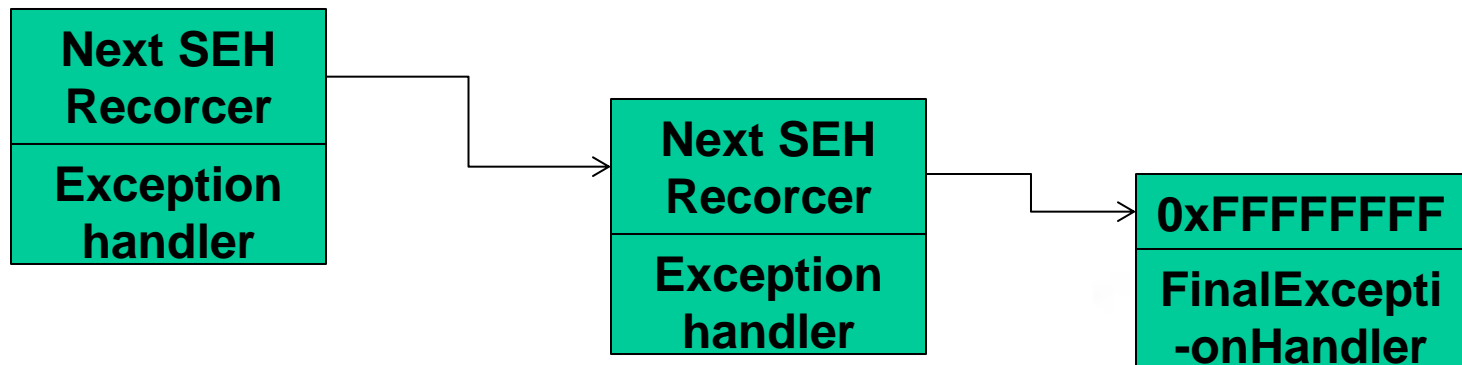 Next SEH
Recorcer
Exception
handler
Next SEH
Recorcer
Exception
handler
0xFFFFFFFF
FinalExcepti
-onHandler